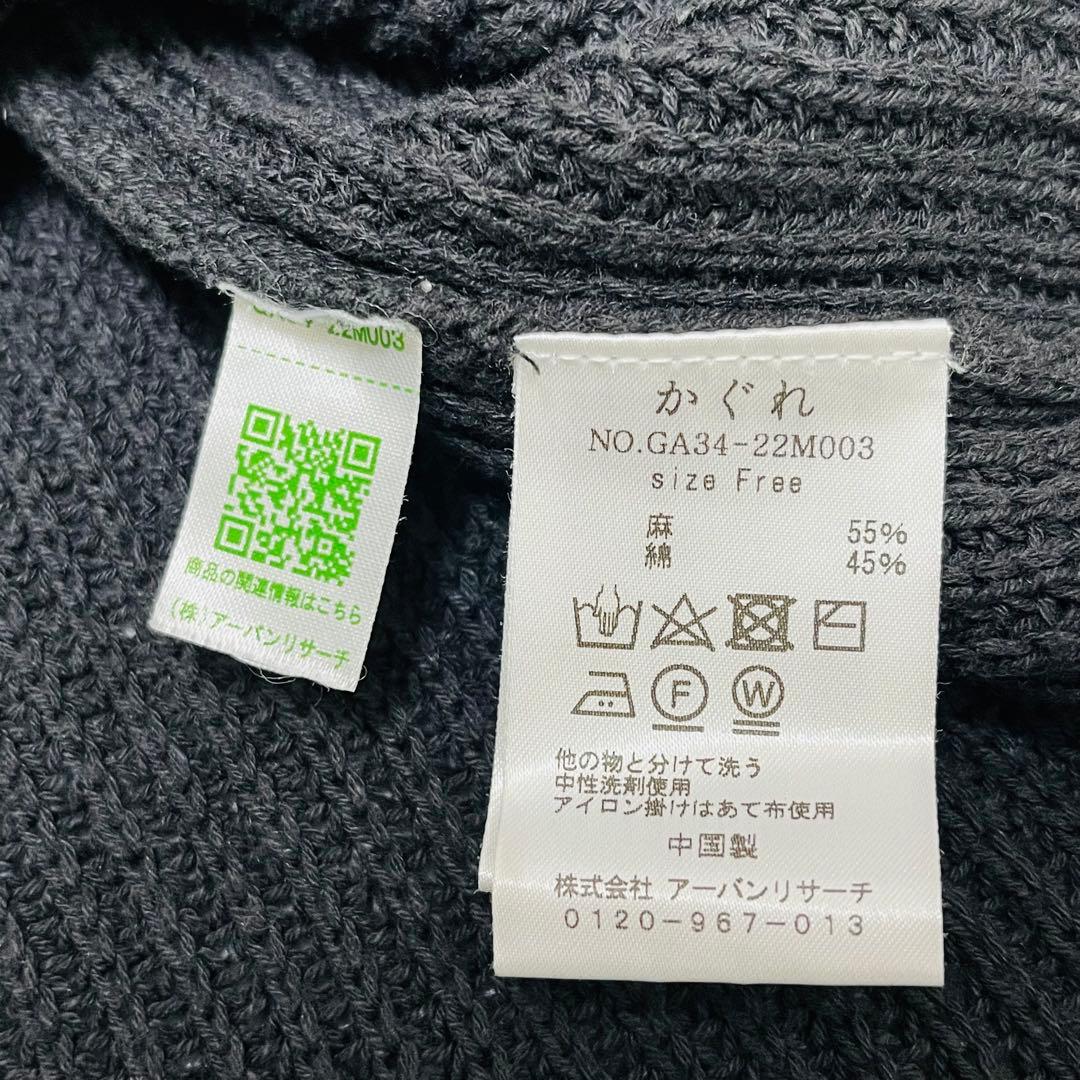 22M003
商品の関連情報はこちら
(株)アーバンリサーチ
かぐれ
NO.GA34-22M003
size Free
麻 55%
綿 45%
F W
他の物と分けて洗う
中性洗剤使用
アイロン掛けはあて布使用
中国製
株式会社 アーバンリサーチ
0120-967-013